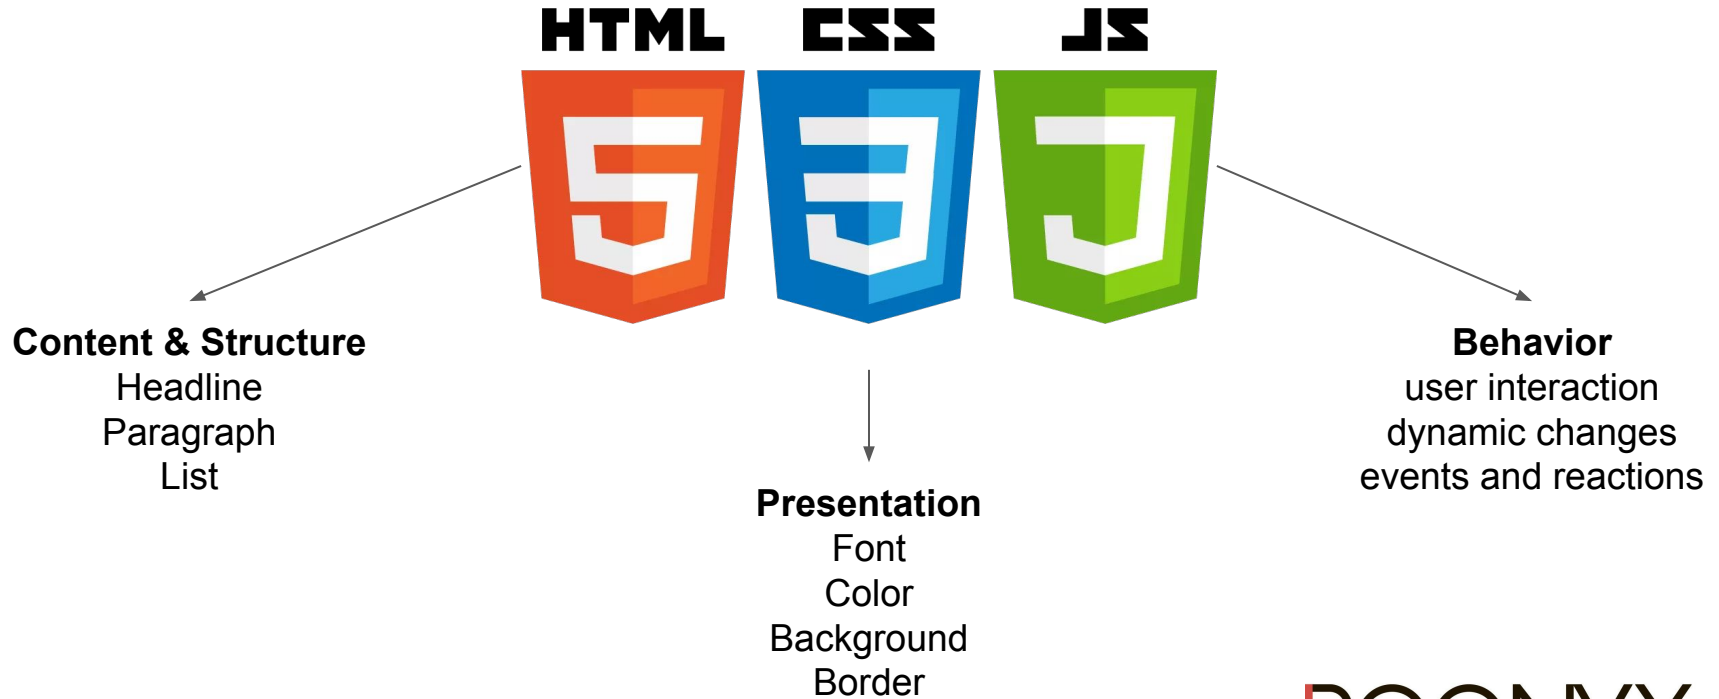 HTML CSS JS
Content & Structure
Headline
Paragraph
List
Presentation
Font
Color
Background
Border
Behavior
user interaction
dynamic changes
events and reactions